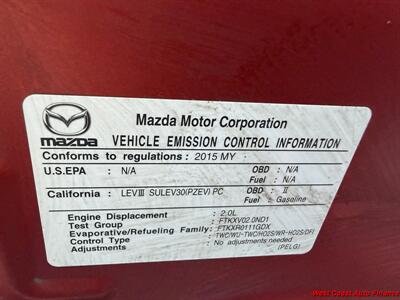 Mazda Motor Corporation
mazda VEHICLE EMISSION CONTROL INFORMATION
Conforms to regulations : 2015 MY
U.S.EPA : N/A OBD : N/A
Fuel : N/A
California : LEVⅢ SULEV30(PZEV) PC OBD : Ⅱ
Fuel : Gasoline
Engine Displacement : 2.0L
Test Group : FTKXV02.0ND1
Evaporative/Refueling Family : FTKXR0111GDX
Control Type : TWC/WU-TWC/HO2S/WR-HO2S/DFI
Adjustments : No adjustments needed
(PELG)
West Coast Auto Finance